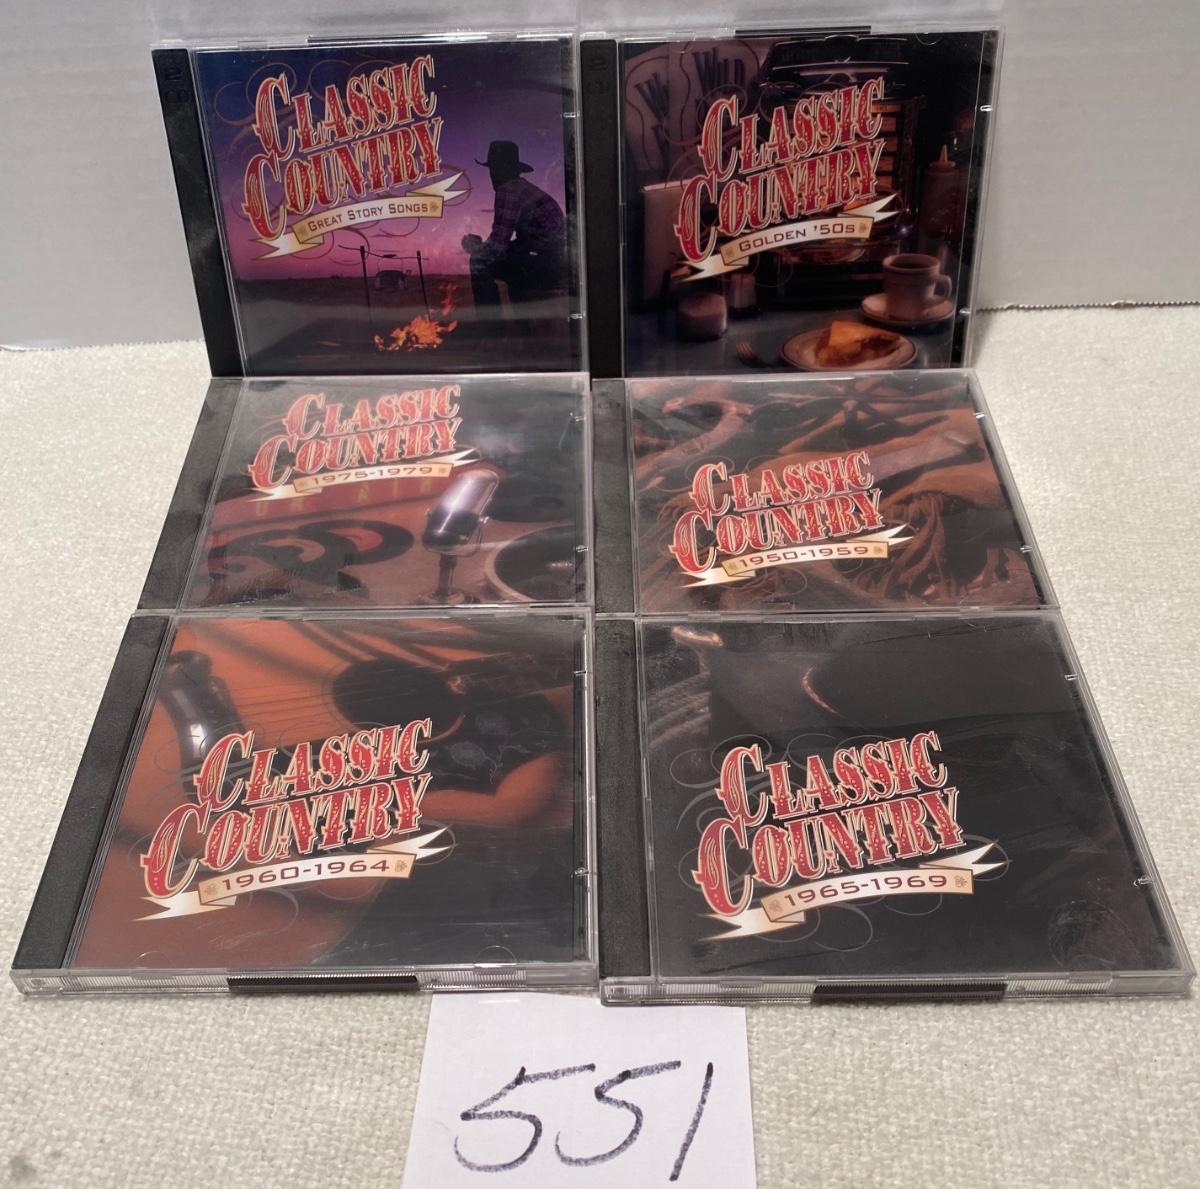 CLASSIC
COUNTRY
GREAT STORY SONGS
CLASSIC
COUNTRY
GOLDEN '50S
CLASSIC
COUNTRY
1975-1979
CLASSIC
COUNTRY
1950-1959
CLASSIC
COUNTRY
1960-1964
CLASSIC
COUNTRY
1965-1969
551